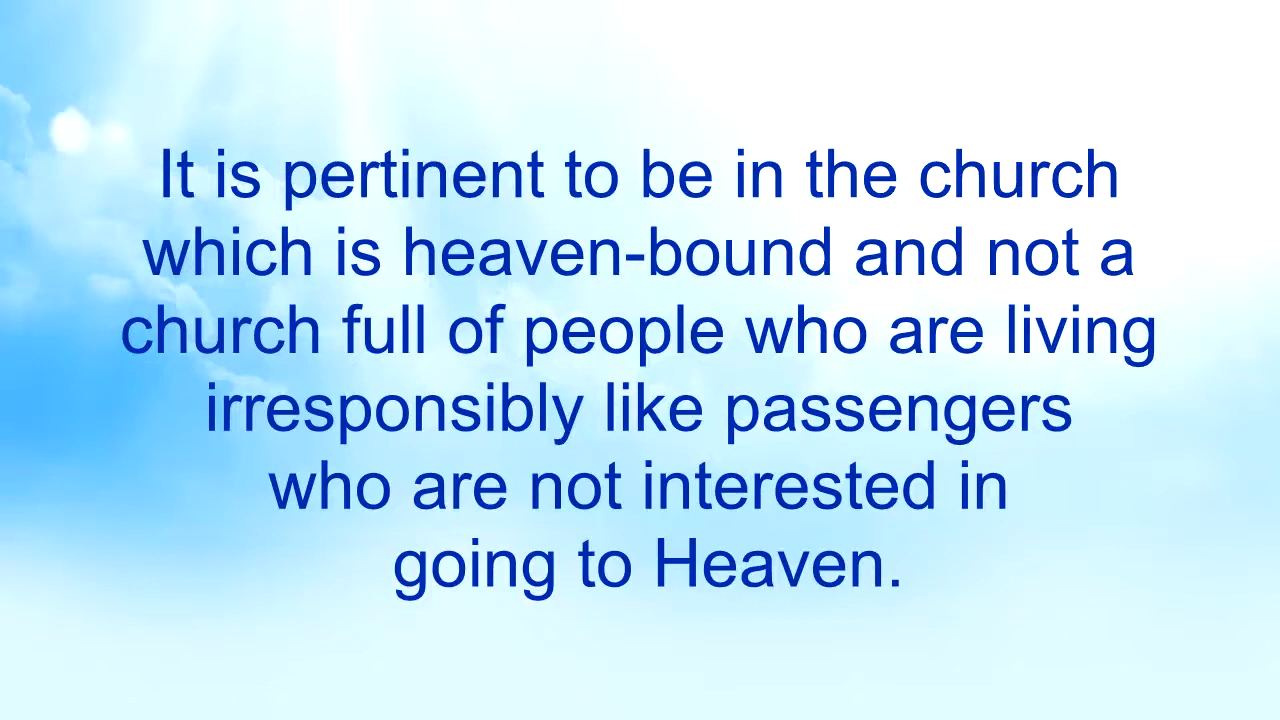 It is pertinent to be in the church
which is heaven-bound and not a
church full of people who are living
irresponsibly like passengers
who are not interested in
going to Heaven.